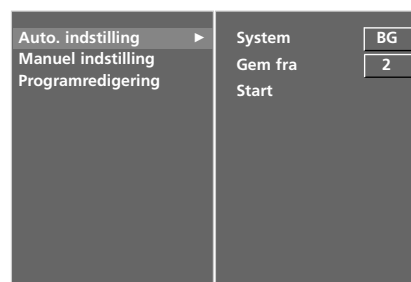 Auto. indstilling ►
Manuel indstilling
Programredigering
System BG
Gem fra 2
Start